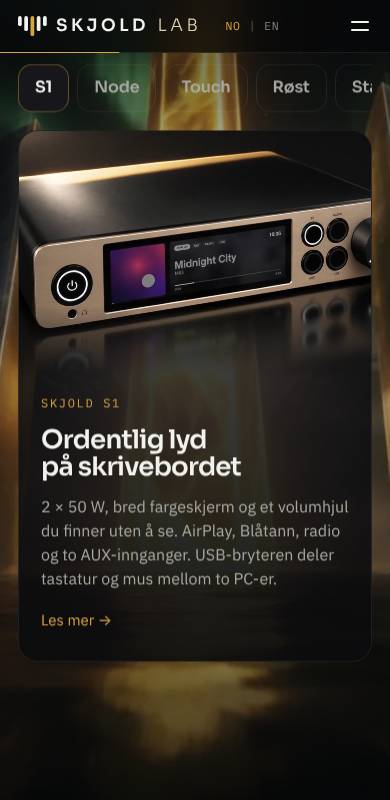 SKJOLD LAB
NO | EN
S1
Node
Touch
Røst
Midnight City
M83
SKJOLD S1
Ordentlig lyd
på skrivebordet
2 × 50 W, bred fargeskjerm og et volumhjul
du finner uten å se. AirPlay, Blåtann, radio
og to AUX-innganger. USB-bryteren deler
tastatur og mus mellom to PC-er.
Les mer →